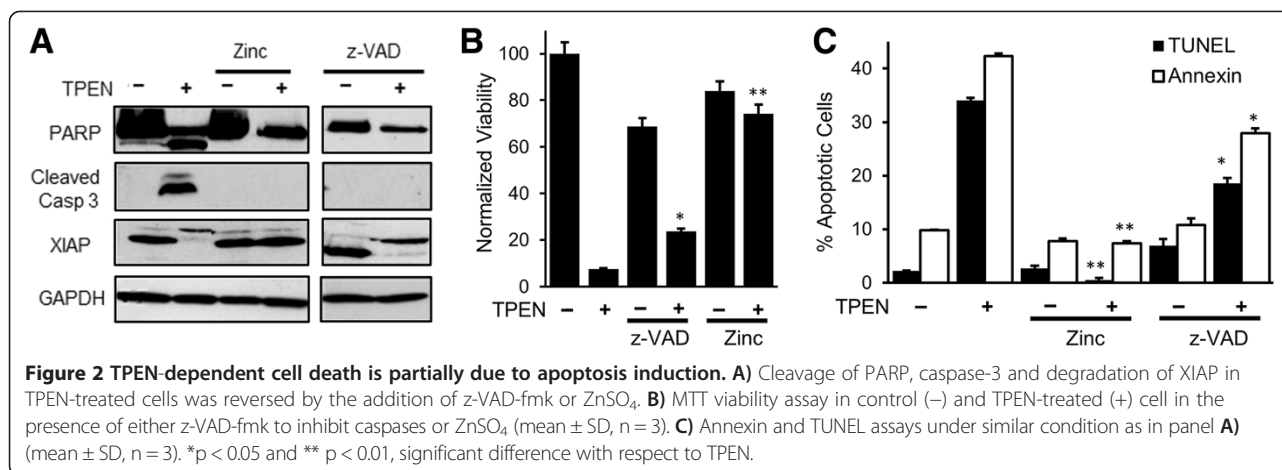 A
Zinc
z-VAD
TPEN – + – + – +
PARP
Cleaved
Casp 3
XIAP
GAPDH
B
Normalized Viability
100
80
60
40
20
0
*
**
TPEN – + – + – +
z-VAD Zinc
C
% Apoptotic Cells
40
30
20
10
0
TUNEL
Annexin
** **
* *
TPEN – + – + – +
Zinc z-VAD
Figure 2 TPEN-dependent cell death is partially due to apoptosis induction. A) Cleavage of PARP, caspase-3 and degradation of XIAP in
TPEN-treated cells was reversed by the addition of z-VAD-fmk or ZnSO₄. B) MTT viability assay in control (−) and TPEN-treated (+) cell in the
presence of either z-VAD-fmk to inhibit caspases or ZnSO₄ (mean ± SD, n = 3). C) Annexin and TUNEL assays under similar condition as in panel A)
(mean ± SD, n = 3). *p < 0.05 and ** p < 0.01, significant difference with respect to TPEN.